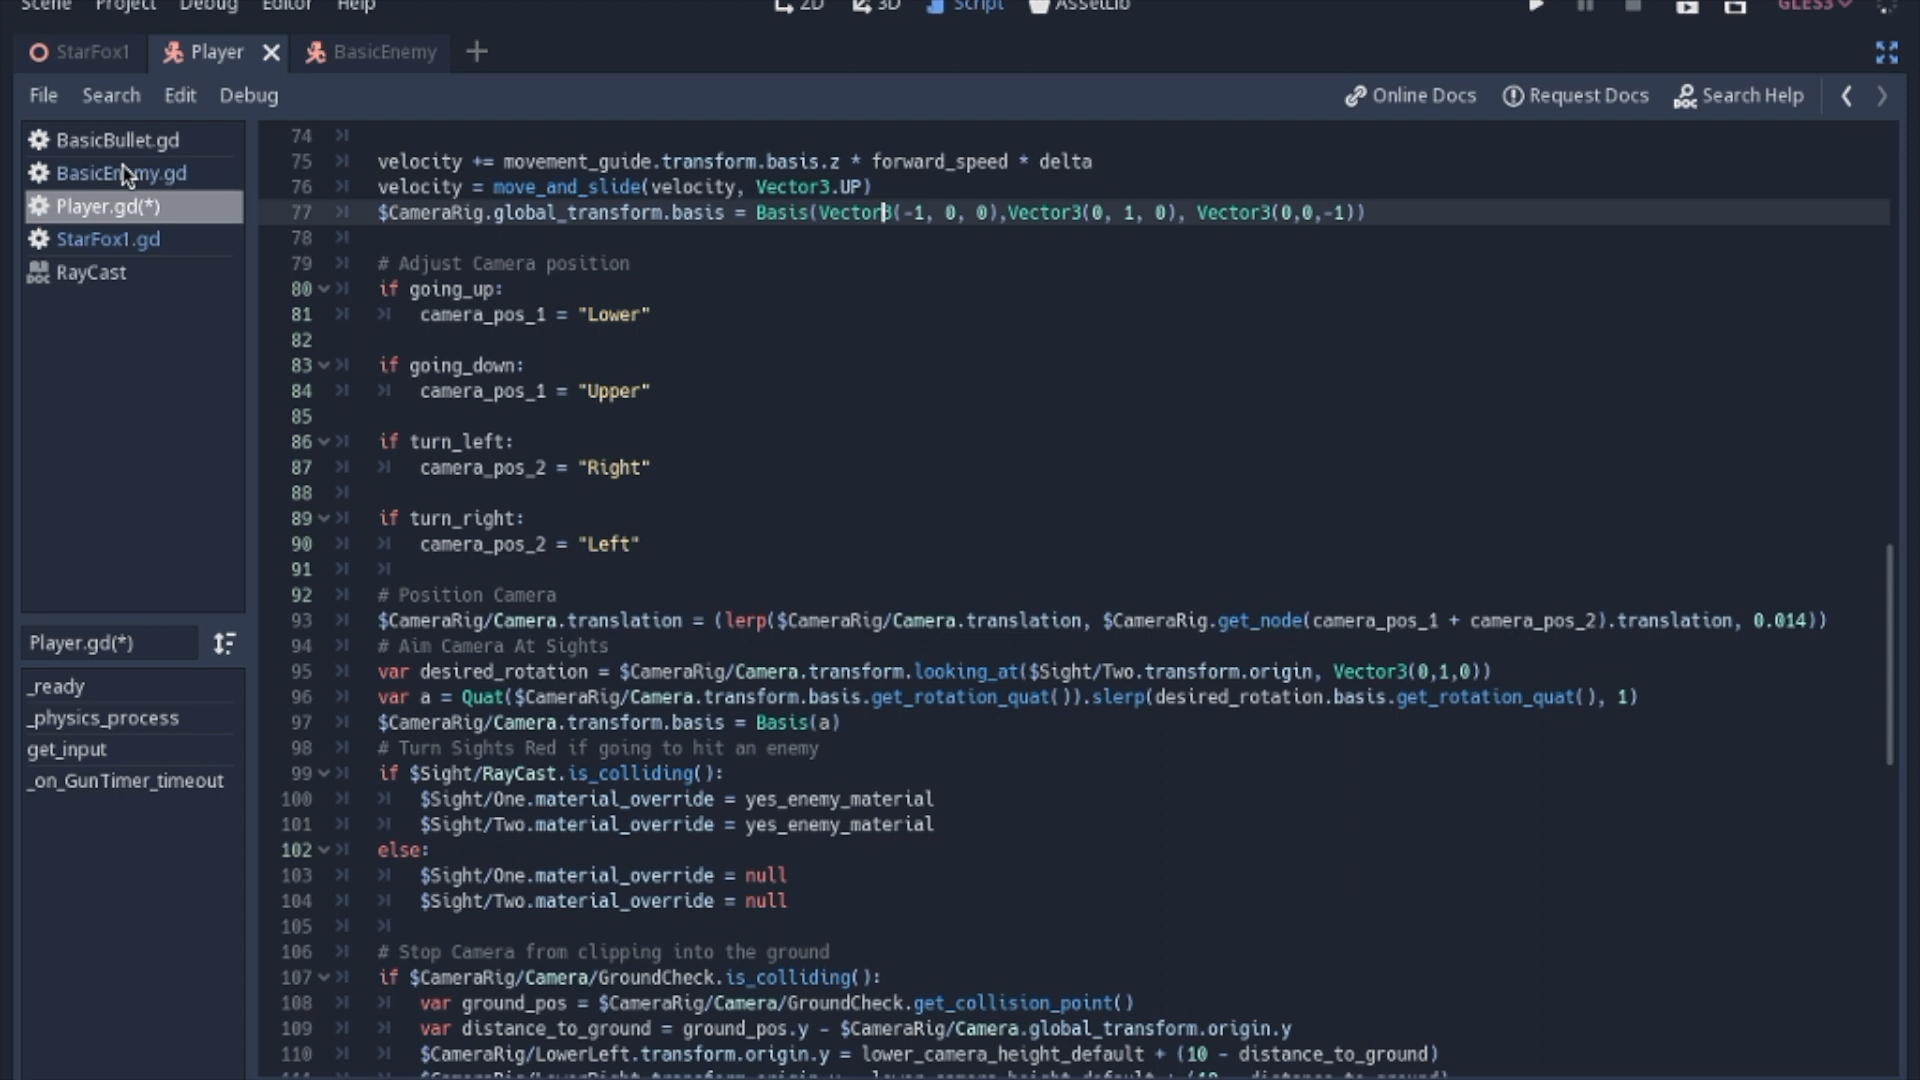 Scene Project Debug Editor Help 2D 3D Script AssetLib GLES3
StarFox1 Player BasicEnemy
File Search Edit Debug Online Docs Request Docs Search Help
BasicBullet.gd
BasicEnemy.gd
Player.gd(*)
StarFox1.gd
RayCast
Player.gd(*)
_ready
_physics_process
get_input
_on_GunTimer_timeout
74
75 velocity += movement_guide.transform.basis.z * forward_speed * delta
76 velocity = move_and_slide(velocity, Vector3.UP)
77 $CameraRig.global_transform.basis = Basis(Vector3(-1, 0, 0),Vector3(0, 1, 0), Vector3(0,0,-1))
78
79 # Adjust Camera position
80 if going_up:
81 camera_pos_1 = "Lower"
82
83 if going_down:
84 camera_pos_1 = "Upper"
85
86 if turn_left:
87 camera_pos_2 = "Right"
88
89 if turn_right:
90 camera_pos_2 = "Left"
91
92 # Position Camera
93 $CameraRig/Camera.translation = (lerp($CameraRig/Camera.translation, $CameraRig.get_node(camera_pos_1 + camera_pos_2).translation, 0.014))
94 # Aim Camera At Sights
95 var desired_rotation = $CameraRig/Camera.transform.looking_at($Sight/Two.transform.origin, Vector3(0,1,0))
96 var a = Quat($CameraRig/Camera.transform.basis.get_rotation_quat()).slerp(desired_rotation.basis.get_rotation_quat(), 1)
97 $CameraRig/Camera.transform.basis = Basis(a)
98 # Turn Sights Red if going to hit an enemy
99 if $Sight/RayCast.is_colliding():
100 $Sight/One.material_override = yes_enemy_material
101 $Sight/Two.material_override = yes_enemy_material
102 else:
103 $Sight/One.material_override = null
104 $Sight/Two.material_override = null
105
106 # Stop Camera from clipping into the ground
107 if $CameraRig/Camera/GroundCheck.is_colliding():
108 var ground_pos = $CameraRig/Camera/GroundCheck.get_collision_point()
109 var distance_to_ground = ground_pos.y - $CameraRig/Camera.global_transform.origin.y
110 $CameraRig/LowerLeft.transform.origin.y = lower_camera_height_default + (10 - distance_to_ground)